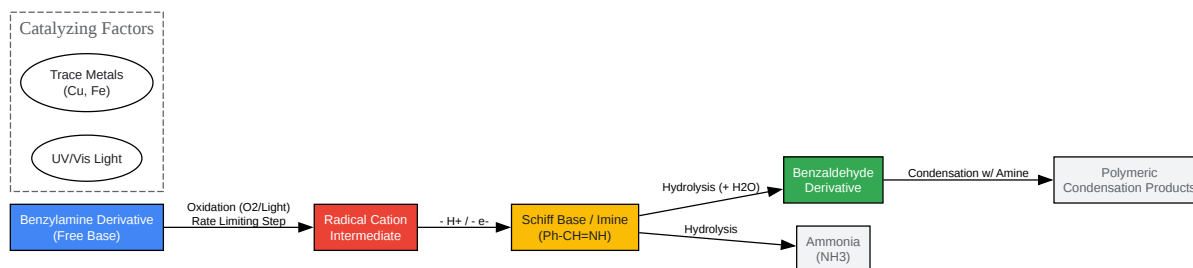 Catalyzing Factors
Trace Metals
(Cu, Fe)
UV/Vis Light
Benzylamine Derivative
(Free Base)
Oxidation (O2/Light)
Rate Limiting Step
Radical Cation
Intermediate
- H+ / - e-
Schiff Base / Imine
(Ph-CH=NH)
Hydrolysis (+ H2O)
Benzaldehyde
Derivative
Condensation w/ Amine
Polymeric
Condensation Products
Hydrolysis
Ammonia
(NH3)